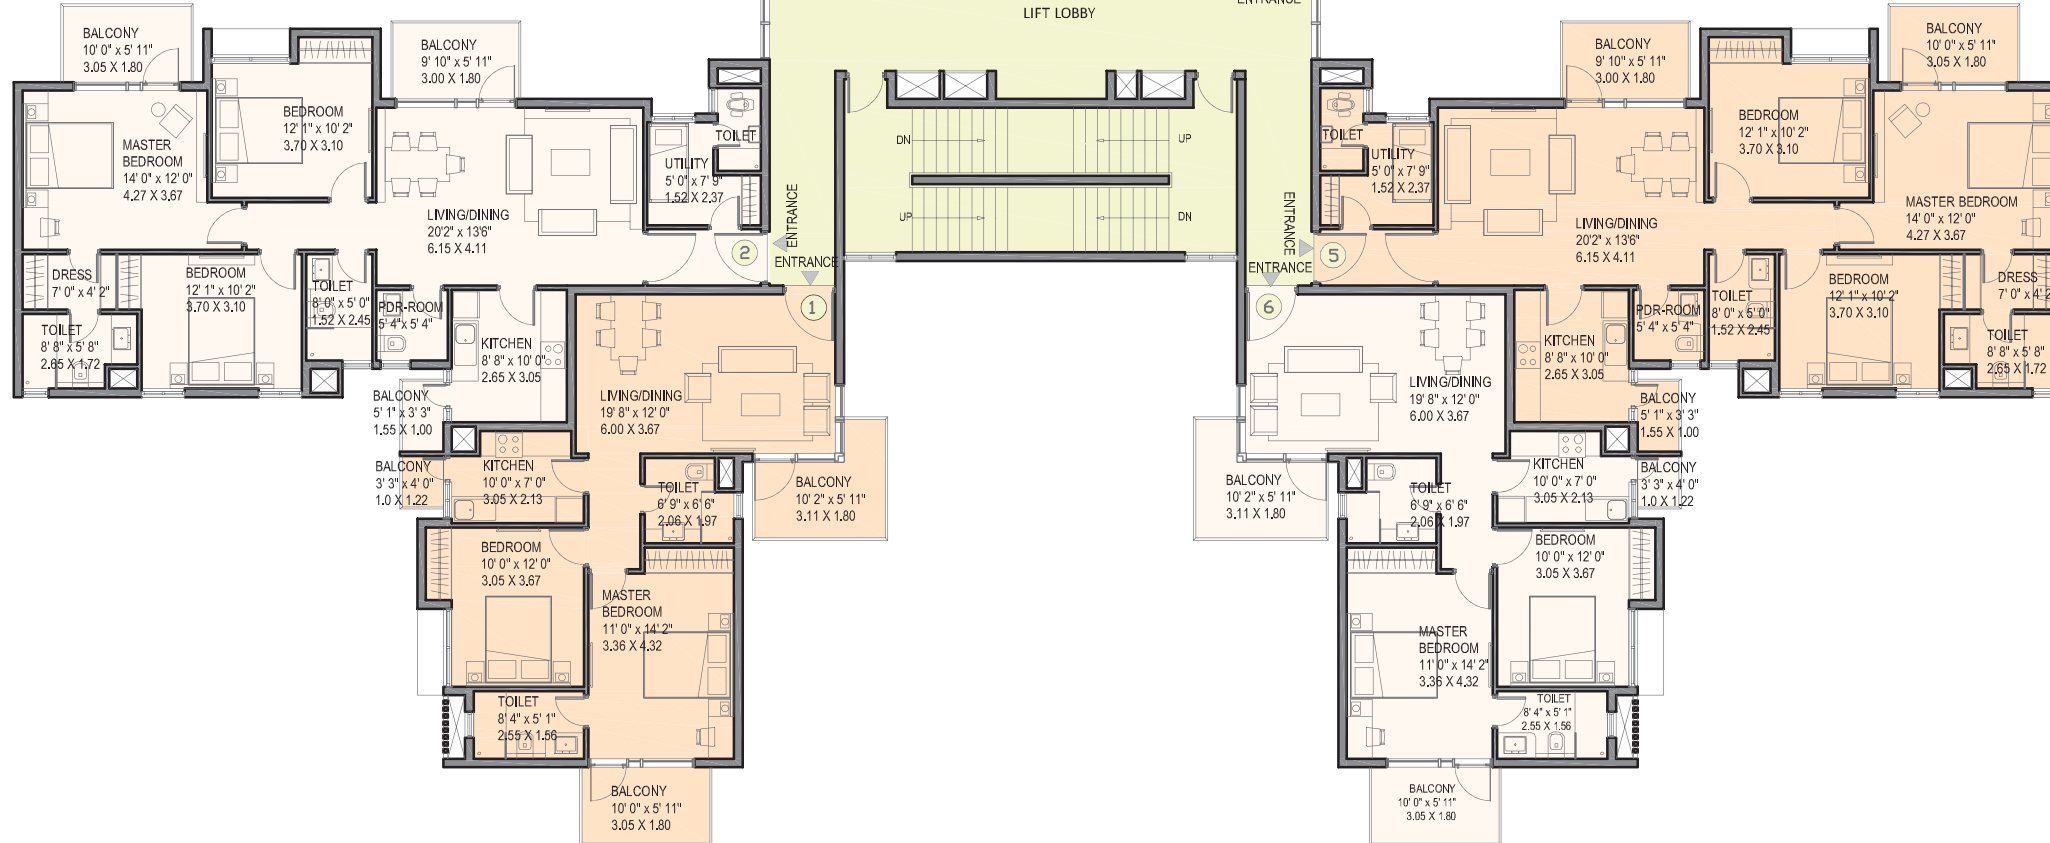 ENTRANCE
LIFT LOBBY
BALCONY
10' 0" x 5' 11"
3.05 X 1.80
BALCONY
9' 10" x 5' 11"
3.00 X 1.80
BEDROOM
12' 1" x 10' 2"
3.70 X 3.10
MASTER
BEDROOM
14' 0" x 12' 0"
4.27 X 3.67
TOILET
UTILITY
5' 0" x 7' 9"
1.52 X 2.37
LIVING/DINING
20'2" x 13'6"
6.15 X 4.11
2
ENTRANCE
ENTRANCE
1
DRESS
7' 0" x 4' 2"
BEDROOM
12' 1" x 10' 2"
3.70 X 3.10
TOILET
8' 0" x 5' 0"
1.52 X 2.45
PDR-ROOM
5' 4" x 5' 4"
TOILET
8' 8" x 5' 8"
2.65 X 1.72
KITCHEN
8' 8" x 10' 0"
2.65 X 3.05
BALCONY
5' 1" x 3' 3"
1.55 X 1.00
BALCONY
3' 3" x 4' 0"
1.0 X 1.22
LIVING/DINING
19' 8" x 12' 0"
6.00 X 3.67
KITCHEN
10' 0" x 7' 0"
3.05 X 2.13
TOILET
6' 9" x 6' 6"
2.06 X 1.97
BALCONY
10' 2" x 5' 11"
3.11 X 1.80
BEDROOM
10' 0" x 12' 0"
3.05 X 3.67
MASTER
BEDROOM
11' 0" x 14' 2"
3.36 X 4.32
TOILET
8' 4" x 5' 1"
2.55 X 1.56
BALCONY
10' 0" x 5' 11"
3.05 X 1.80
DN
UP
UP
DN
BALCONY
9' 10" x 5' 11"
3.00 X 1.80
BALCONY
10' 0" x 5' 11"
3.05 X 1.80
TOILET
UTILITY
5' 0" x 7' 9"
1.52 X 2.37
BEDROOM
12' 1" x 10' 2"
3.70 X 3.10
MASTER BEDROOM
14' 0" x 12' 0"
4.27 X 3.67
LIVING/DINING
20'2" x 13'6"
6.15 X 4.11
ENTRANCE
5
ENTRANCE
6
BEDROOM
12' 1" x 10' 2"
3.70 X 3.10
DRESS
7' 0" x 4' 2
TOILET
8' 0" x 5' 0"
1.52 X 2.45
PDR-ROOM
5' 4" x 5' 4"
TOILET
8' 8" x 5' 8"
2.65 X 1.72
KITCHEN
8' 8" x 10' 0"
2.65 X 3.05
BALCONY
5' 1" x 3' 3"
1.55 X 1.00
LIVING/DINING
19' 8" x 12' 0"
6.00 X 3.67
BALCONY
3' 3" x 4' 0"
1.0 X 1.22
KITCHEN
10' 0" x 7' 0"
3.05 X 2.13
TOILET
6' 9" x 6' 6"
2.06 X 1.97
BALCONY
10' 2" x 5' 11"
3.11 X 1.80
BEDROOM
10' 0" x 12' 0"
3.05 X 3.67
MASTER
BEDROOM
11' 0" x 14' 2"
3.36 X 4.32
TOILET
8' 4" x 5' 1"
2.55 X 1.56
BALCONY
10' 0" x 5' 11"
3.05 X 1.80